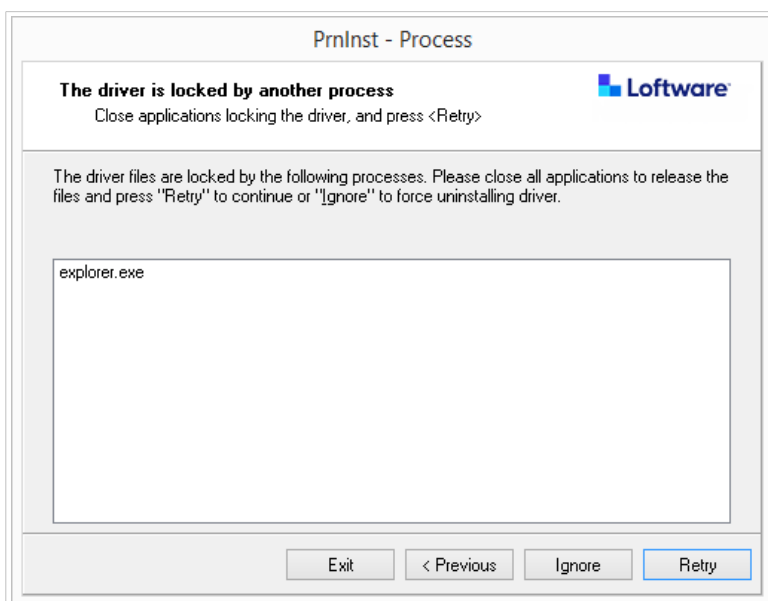 PrnInst - Process
The driver is locked by another process
Close applications locking the driver, and press <Retry>
Loftware
The driver files are locked by the following processes. Please close all applications to release the
files and press "Retry" to continue or "Ignore" to force uninstalling driver.
explorer.exe
Exit
< Previous
Ignore
Retry